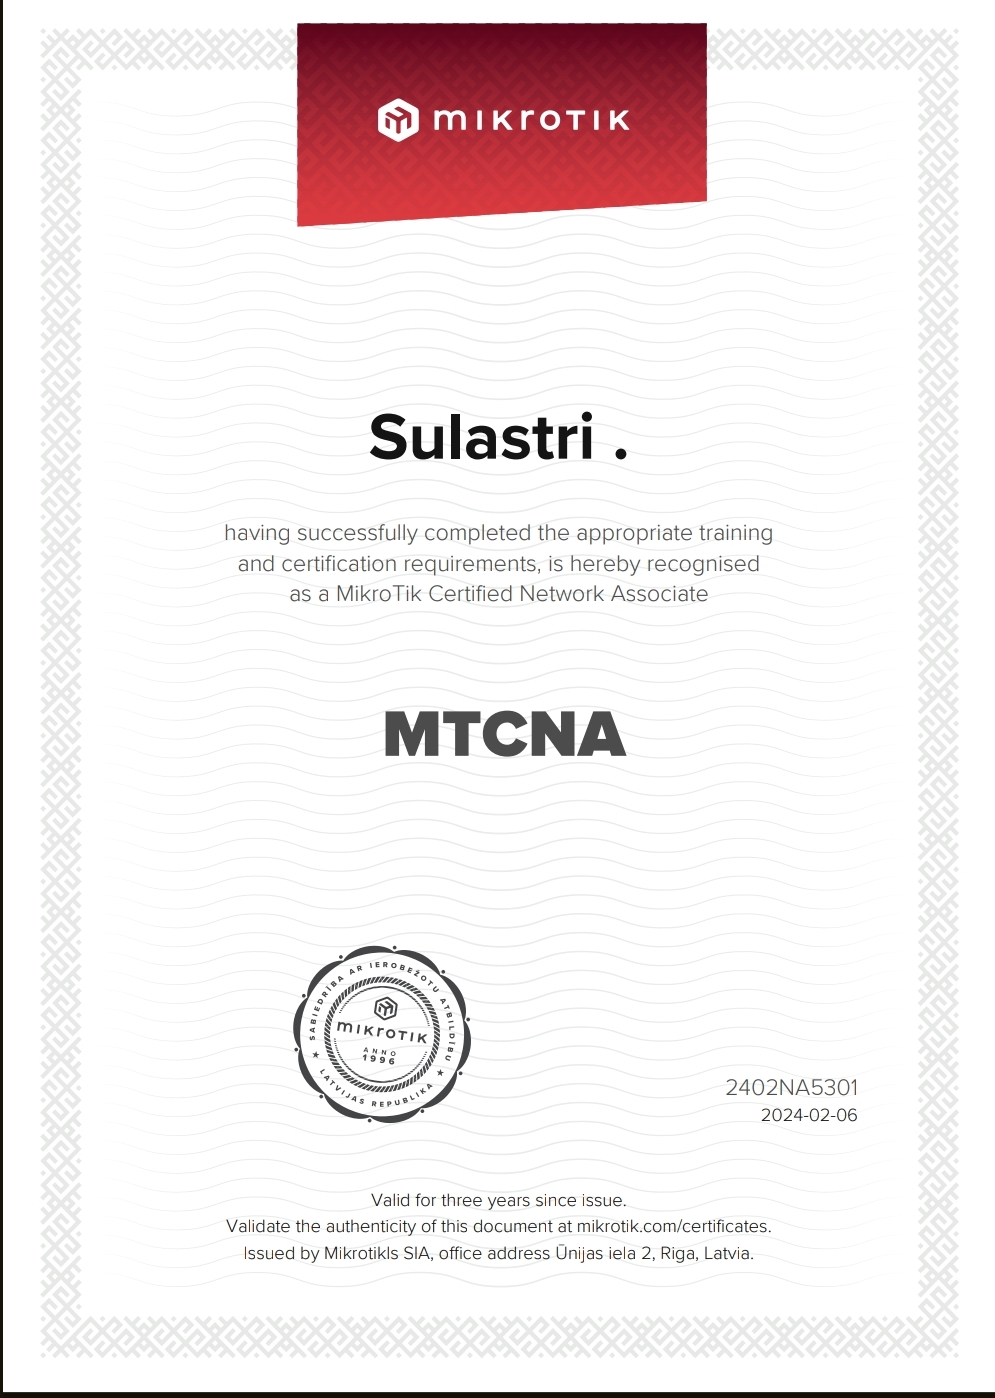 mikrotik
Sulastri .
having successfully completed the appropriate training
and certification requirements, is hereby recognised
as a MikroTik Certified Network Associate
MTCNA
SABIEDRĪBA AR IEROBEŽOTU ATBILDĪBU
mikrotik
ANNO
1996
★ LATVIJAS REPUBLIKA ★
2402NA5301
2024-02-06
Valid for three years since issue.
Validate the authenticity of this document at mikrotik.com/certificates.
Issued by Mikrotikls SIA, office address Ūnijas iela 2, Riga, Latvia.